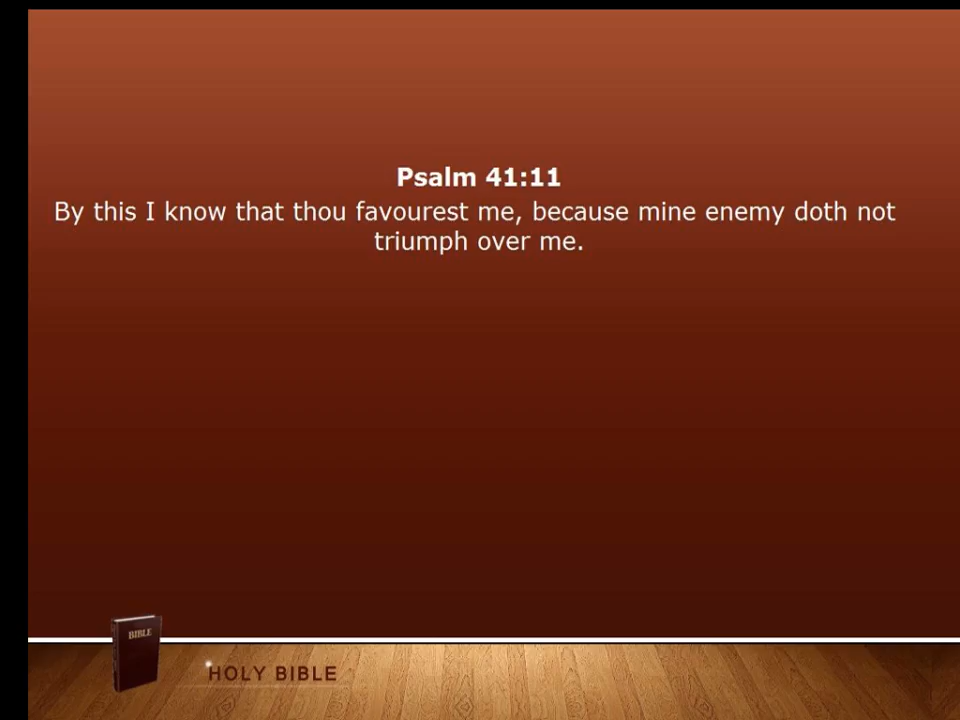 Psalm 41:11
By this I know that thou favourest me, because mine enemy doth not
triumph over me.
BIBLE
HOLY BIBLE